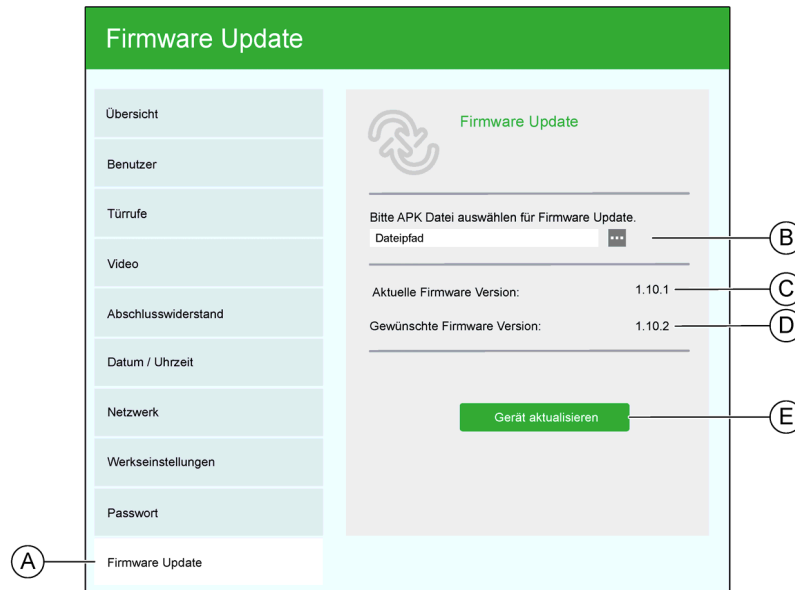 Firmware Update
Übersicht
Benutzer
Türrufe
Video
Abschlusswiderstand
Datum / Uhrzeit
Netzwerk
Werkseinstellungen
Passwort
A
Firmware Update
Firmware Update
Bitte APK Datei auswählen für Firmware Update.
Dateipfad
B
Aktuelle Firmware Version: 1.10.1
C
Gewünschte Firmware Version: 1.10.2
D
Gerät aktualisieren
E